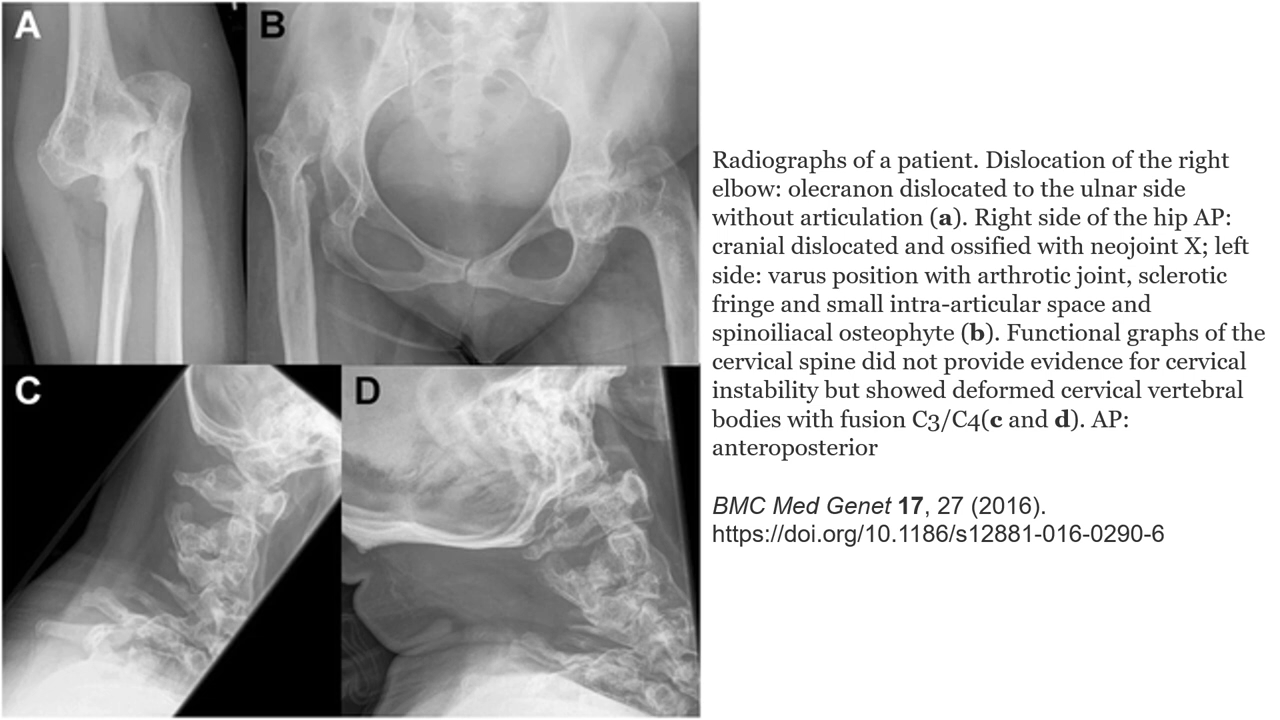 A
B
C
D
Radiographs of a patient. Dislocation of the right
elbow: olecranon dislocated to the ulnar side
without articulation (a). Right side of the hip AP:
cranial dislocated and ossified with neojoint X; left
side: varus position with arthrotic joint, sclerotic
fringe and small intra-articular space and
spinoiliacal osteophyte (b). Functional graphs of the
cervical spine did not provide evidence for cervical
instability but showed deformed cervical vertebral
bodies with fusion C3/C4(c and d). AP:
anteroposterior
BMC Med Genet 17, 27 (2016).
https://doi.org/10.1186/s12881-016-0290-6